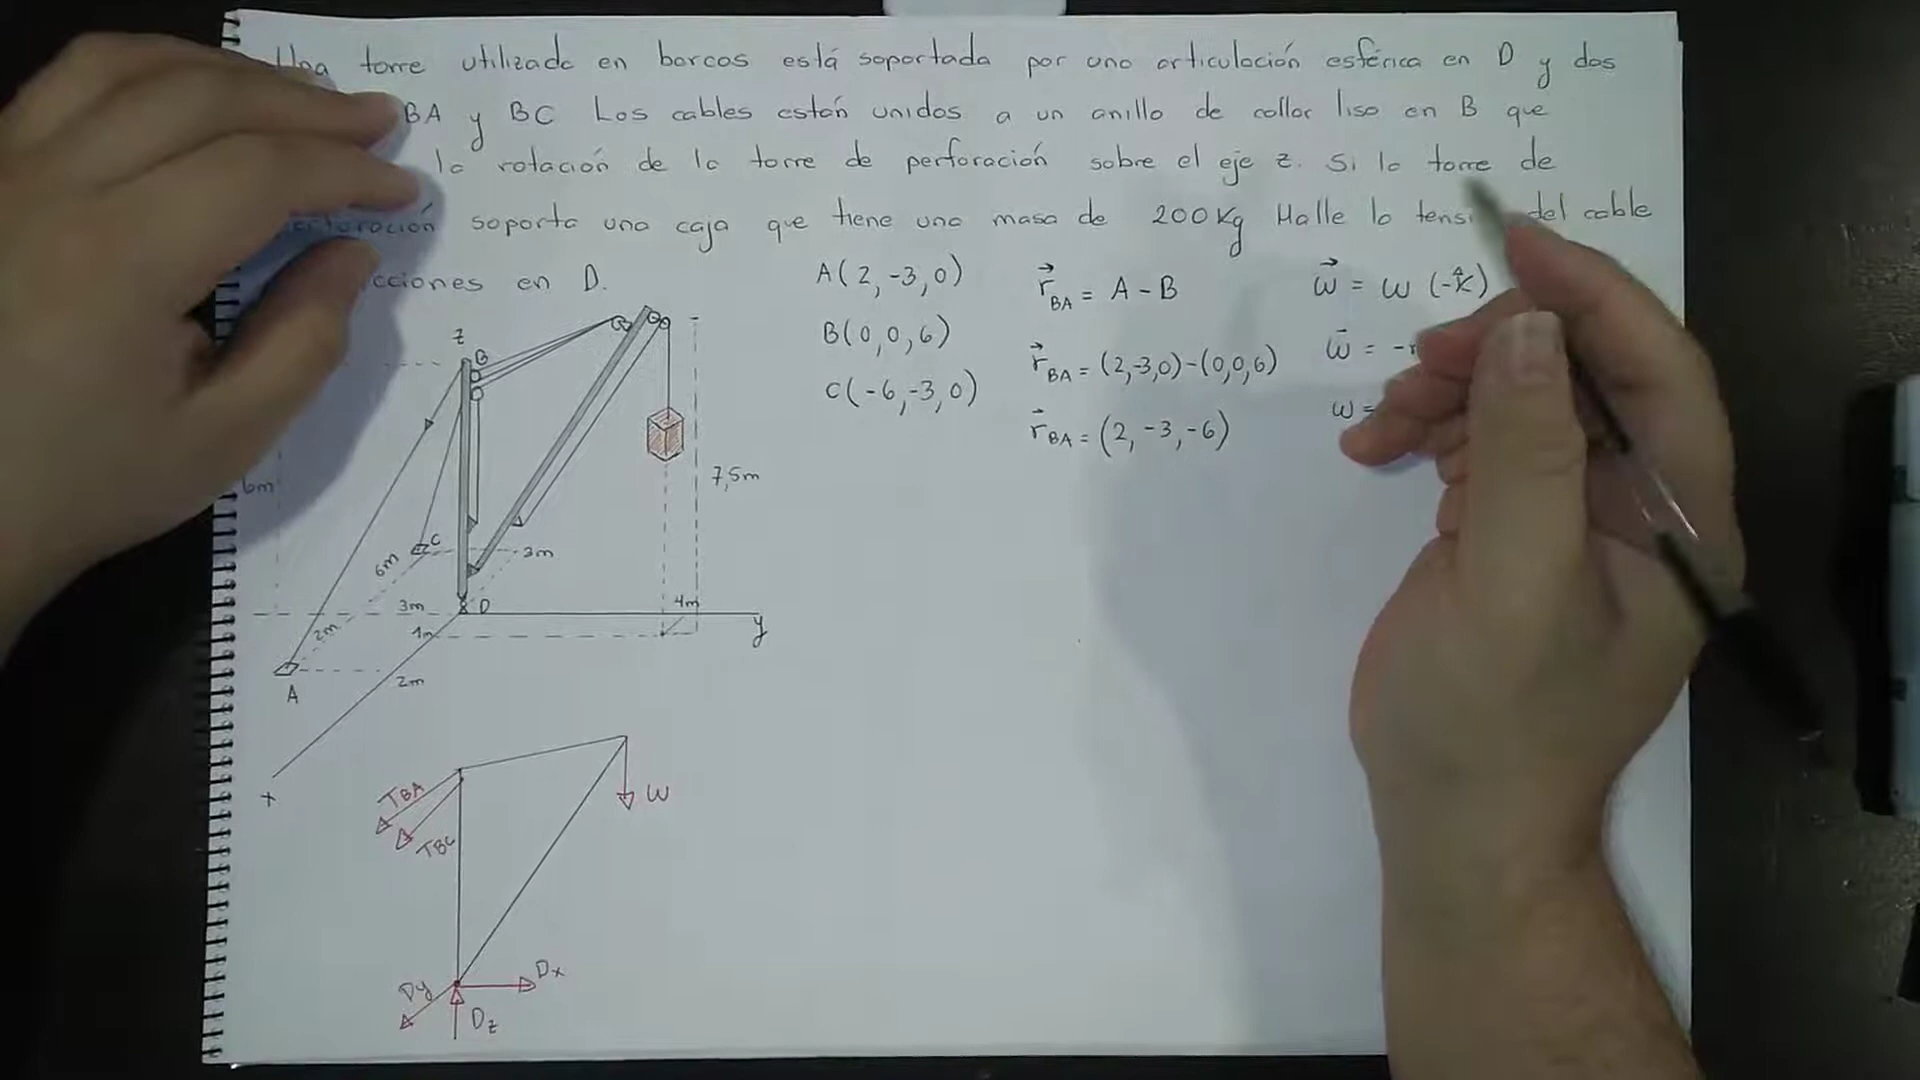 torre utilizada en barcos está soportada por una articulación esférica en D y dos
BA y BC Los cables están unidos a un anillo de collar liso en B que
la rotación de la torre de perforación sobre el eje z. Si la torre de
soporta una caja que tiene una masa de 200Kg Halle la tensi del cable
cciones en D.
A(2,-3,0)
B(0,0,6)
C(-6,-3,0)
r⃗BA = A-B
r⃗BA = (2,-3,0)-(0,0,6)
r⃗BA = (2,-3,-6)
w⃗ = w (-k̂)
w⃗ = -
w =
z
B
6m
C
6m
3m
7,5m
3m
D
4m
y
2m
1m
A
2m
x
TBA
TBC
W
Dy
Dx
Dz